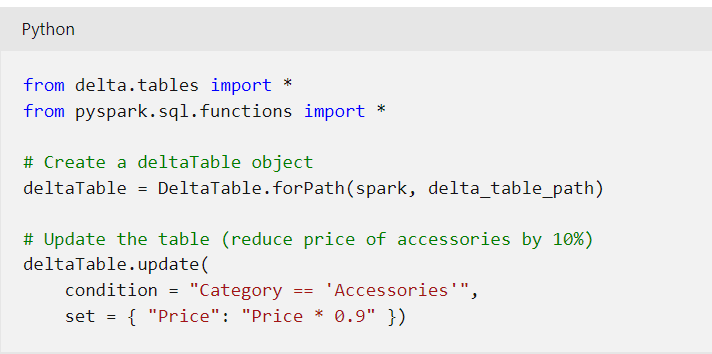 Python
from delta.tables import *
from pyspark.sql.functions import *
# Create a deltaTable object
deltaTable = DeltaTable.forPath(spark, delta_table_path)
# Update the table (reduce price of accessories by 10%)
deltaTable.update(
    condition = "Category == 'Accessories'",
    set = { "Price": "Price * 0.9" })